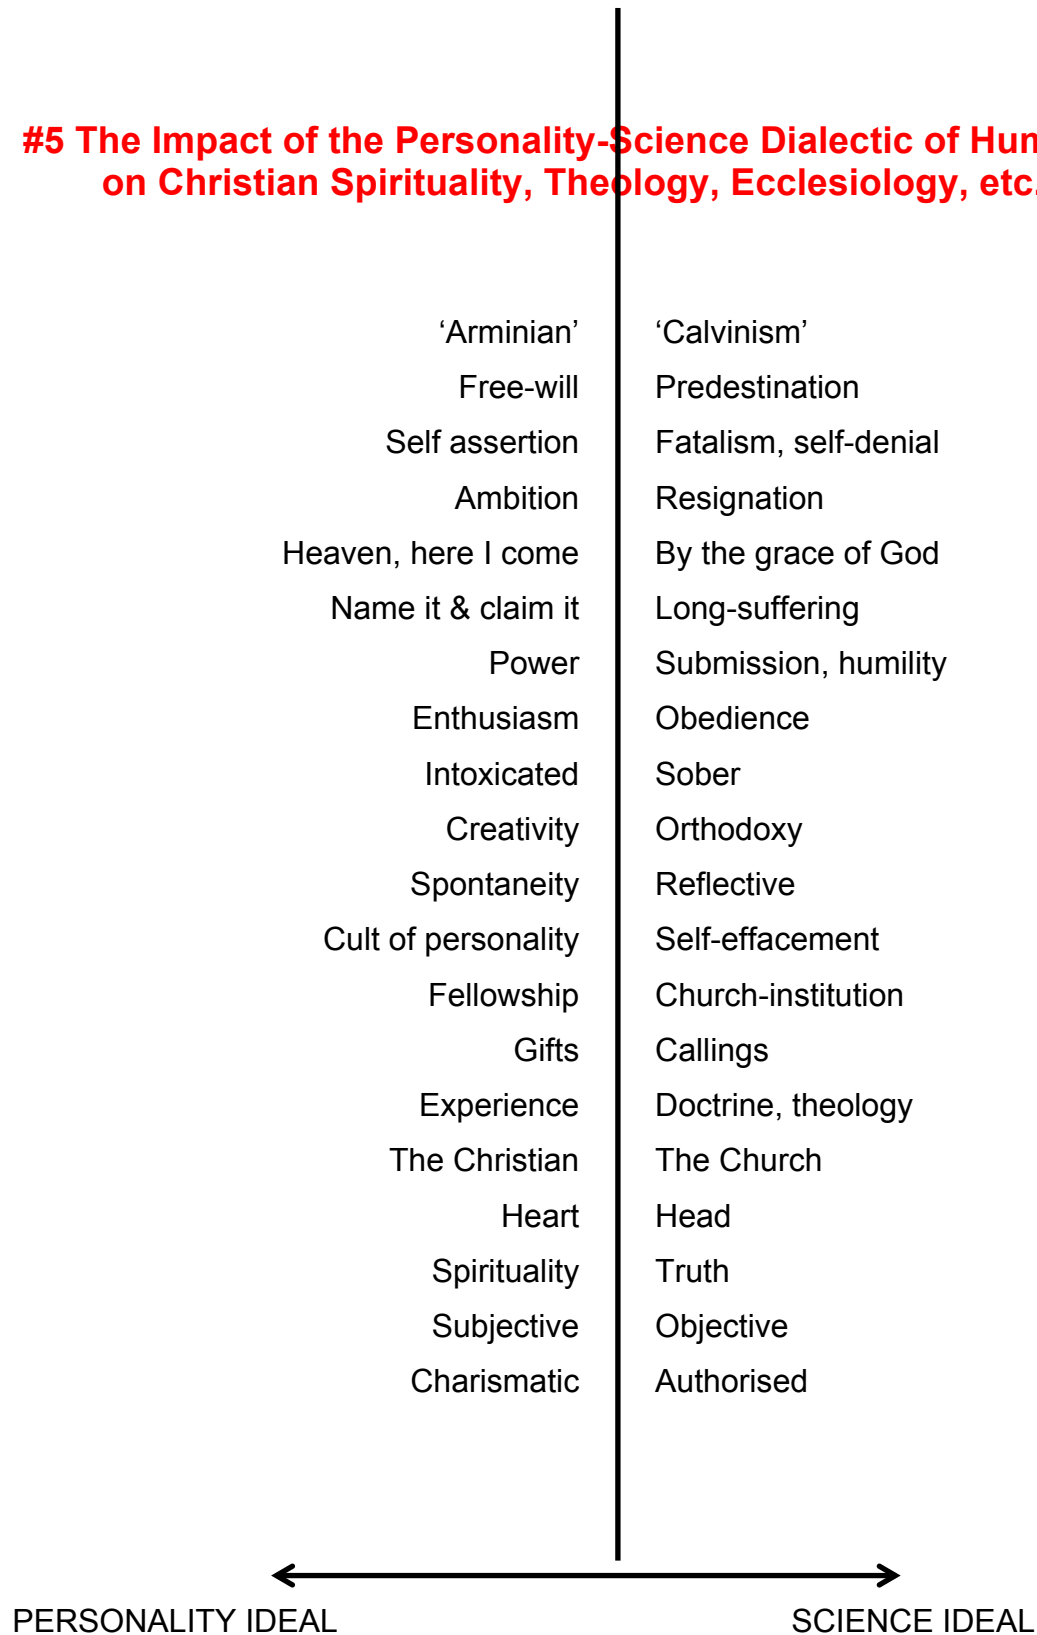 #5 The Impact of the Personality-Science Dialectic of
on Christian Spirituality, Theology, Ecclesiology, etc.
‘Arminian’ ‘Calvinism’
Free-will Predestination
Self assertion Fatalism, self-denial
Ambition Resignation
Heaven, here I come By the grace of God
Name it & claim it Long-suffering
Power Submission, humility
Enthusiasm Obedience
Intoxicated Sober
Creativity Orthodoxy
Spontaneity Reflective
Cult of personality Self-effacement
Fellowship Church-institution
Gifts Callings
Experience Doctrine, theology
The Christian The Church
Heart Head
Spirituality Truth
Subjective Objective
Charismatic Authorised
PERSONALITY IDEAL SCIENCE IDEAL